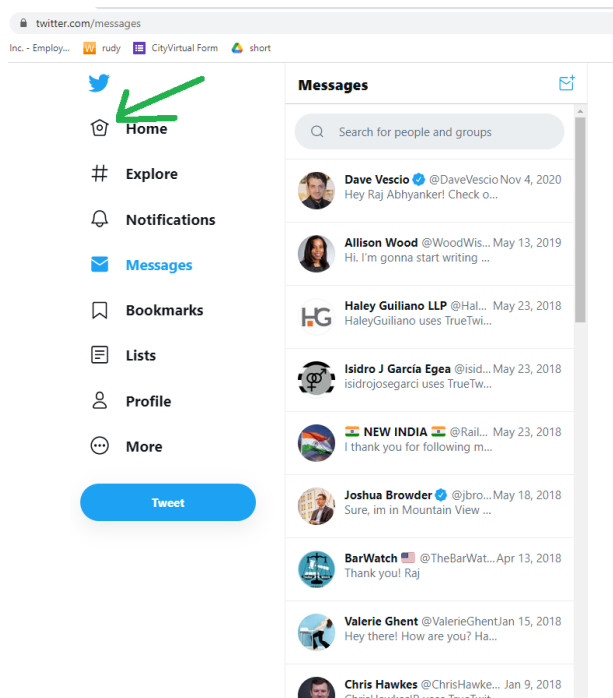 twitter.com/messages
Inc. - Employ... W rudy CityVirtual Form short
Messages
Search for people and groups
Home
Explore
Notifications
Messages
Bookmarks
Lists
Profile
More
Tweet
Dave Vescio @DaveVescio Nov 4, 2020
Hey Raj Abhyanker! Check o...
Allison Wood @WoodWis... May 13, 2019
Hi. I'm gonna start writing ...
HG
Haley Guiliano LLP @Hal... May 23, 2018
HaleyGuiliano uses TrueTwi...
Isidro J García Egea @isid... May 23, 2018
isidrojosegarci uses TrueTw...
NEW INDIA @Rail... May 23, 2018
I thank you for following m...
Joshua Browder @jbro... May 18, 2018
Sure, im in Mountain View ...
BarWatch @TheBarWat... Apr 13, 2018
Thank you! Raj
Valerie Ghent @ValerieGhent Jan 15, 2018
Hey there! How are you? Ha...
Chris Hawkes @ChrisHawke... Jan 9, 2018